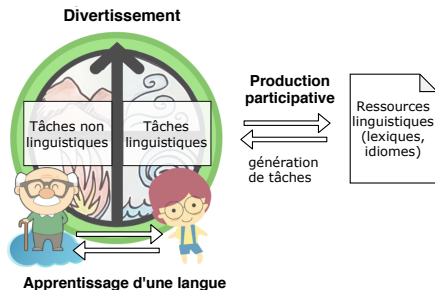 Divertissement
Tâches non
linguistiques
Tâches
linguistiques
Production
participative
génération
de tâches
Ressources
linguistiques
(lexiques,
idiomes)
Apprentissage d'une langue